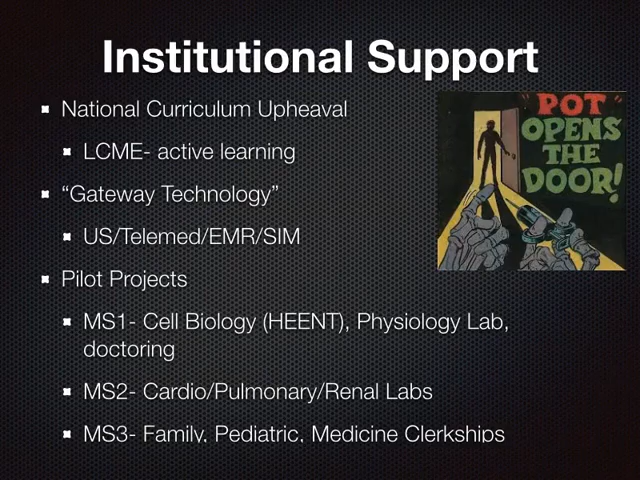 Institutional Support
National Curriculum Upheaval
LCME- active learning
“Gateway Technology”
US/Telemed/EMR/SIM
Pilot Projects
MS1- Cell Biology (HEENT), Physiology Lab,
doctoring
MS2- Cardio/Pulmonary/Renal Labs
MS3- Family, Pediatric, Medicine Clerkships
"POT"
OPENS
THE
DOOR!